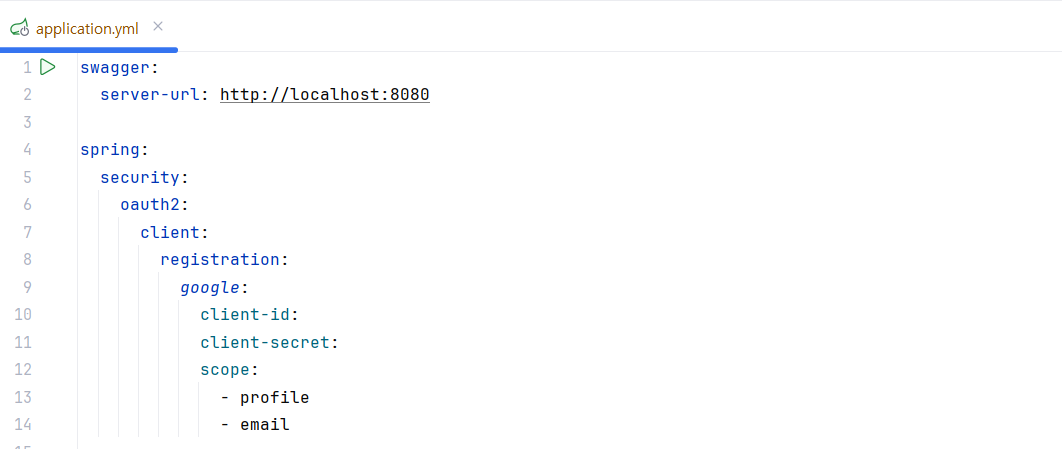 application.yml
1 swagger:
2   server-url: http://localhost:8080
3
4 spring:
5   security:
6     oauth2:
7       client:
8         registration:
9           google:
10             client-id:
11             client-secret:
12             scope:
13               - profile
14               - email